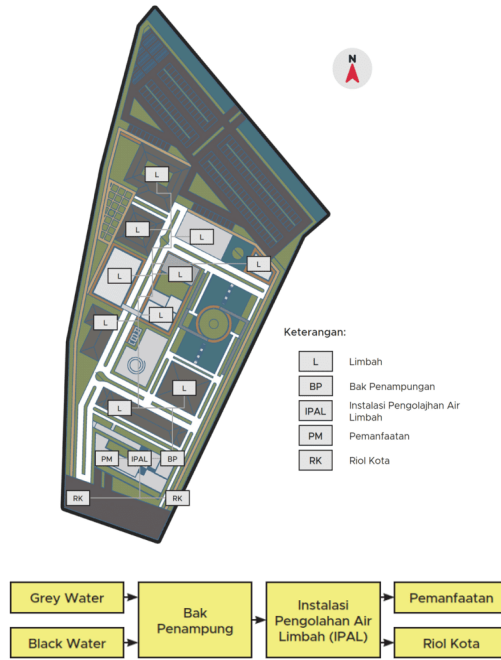 N
L
L
L
L
L
L
L
L
L
L
PM
IPAL
BP
RK
RK
Keterangan:
L
Limbah
BP
Bak Penampungan
IPAL
Instalasi Pengolajhan Air
Limbah
PM
Pemanfaatan
RK
Riol Kota
Grey Water
Black Water
Bak
Penampung
Instalasi
Pengolahan Air
Limbah (IPAL)
Pemanfaatan
Riol Kota